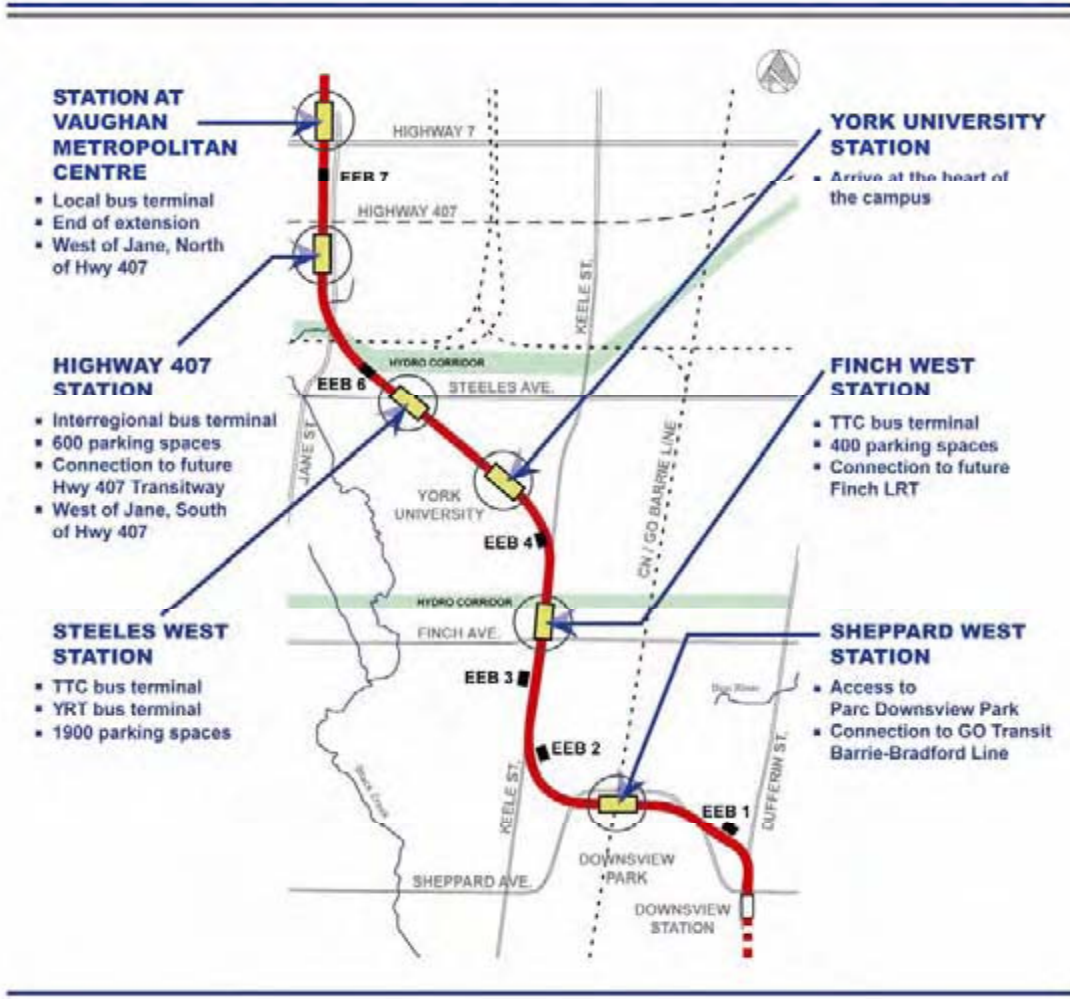 STATION AT
VAUGHAN
METROPOLITAN
CENTRE
▪ Local bus terminal
▪ End of extension
▪ West of Jane, North
of Hwy 407
HIGHWAY 407
STATION
▪ Interregional bus terminal
▪ 600 parking spaces
▪ Connection to future
Hwy 407 Transitway
▪ West of Jane, South
of Hwy 407
STEELES WEST
STATION
▪ TTC bus terminal
▪ YRT bus terminal
▪ 1900 parking spaces
HIGHWAY 7
EEB 7
HIGHWAY 407
KEELE ST.
HYDRO CORRIDOR
EEB 6
STEELES AVE.
JANE ST.
YORK
UNIVERSITY
CN / GO BARRIE LINE
EEB 4
HYDRO CORRIDOR
FINCH AVE.
EEB 3
Don River
EEB 2
Black Creek
KEELE ST.
EEB 1
DUFFERIN ST.
DOWNSVIEW
PARK
SHEPPARD AVE.
DOWNSVIEW
STATION
YORK UNIVERSITY
STATION
▪ Arrive at the heart of
the campus
FINCH WEST
STATION
▪ TTC bus terminal
▪ 400 parking spaces
▪ Connection to future
Finch LRT
SHEPPARD WEST
STATION
▪ Access to
Parc Downsview Park
▪ Connection to GO Transit
Barrie-Bradford Line